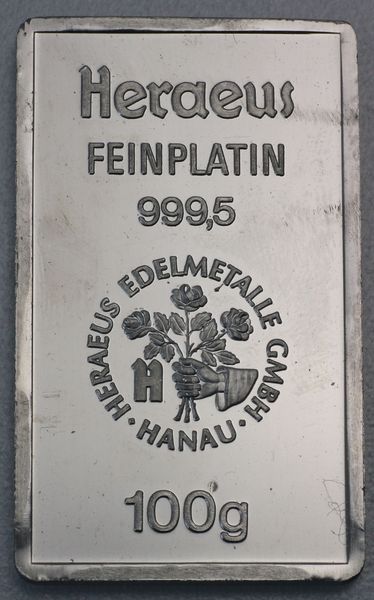 Heraeus
FEINPLATIN
999,5
HERAEUS EDELMETALLE GMBH
· HANAU ·
H
100g